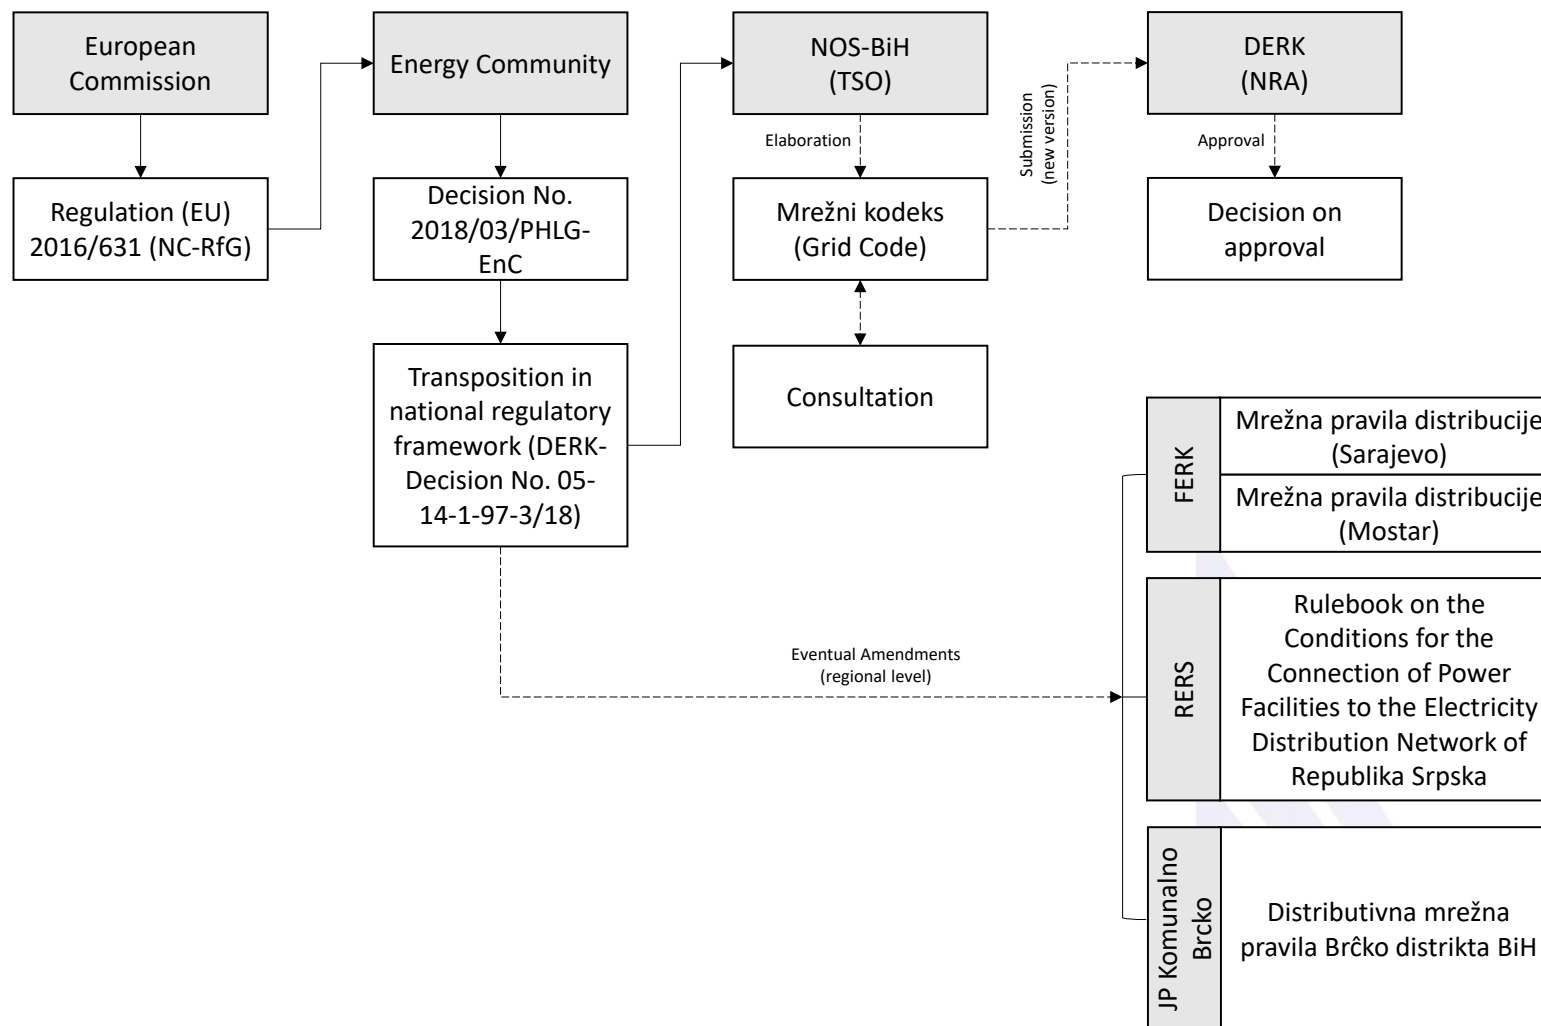 European
Commission
Energy Community
NOS-BiH
(TSO)
DERK
(NRA)
Elaboration
Submission
(new version)
Approval
Regulation (EU)
2016/631 (NC-RfG)
Decision No.
2018/03/PHLG-
EnC
Mrežni kodeks
(Grid Code)
Decision on
approval
Transposition in
national regulatory
framework (DERK-
Decision No. 05-
14-1-97-3/18)
Consultation
FERK
Mrežna pravila distribucije
(Sarajevo)
Mrežna pravila distribucije
(Mostar)
Eventual Amendments
(regional level)
RERS
Rulebook on the
Conditions for the
Connection of Power
Facilities to the Electricity
Distribution Network of
Republika Srpska
JP Komunalno
Brcko
Distributivna mrežna
pravila Brĉko distrikta BiH